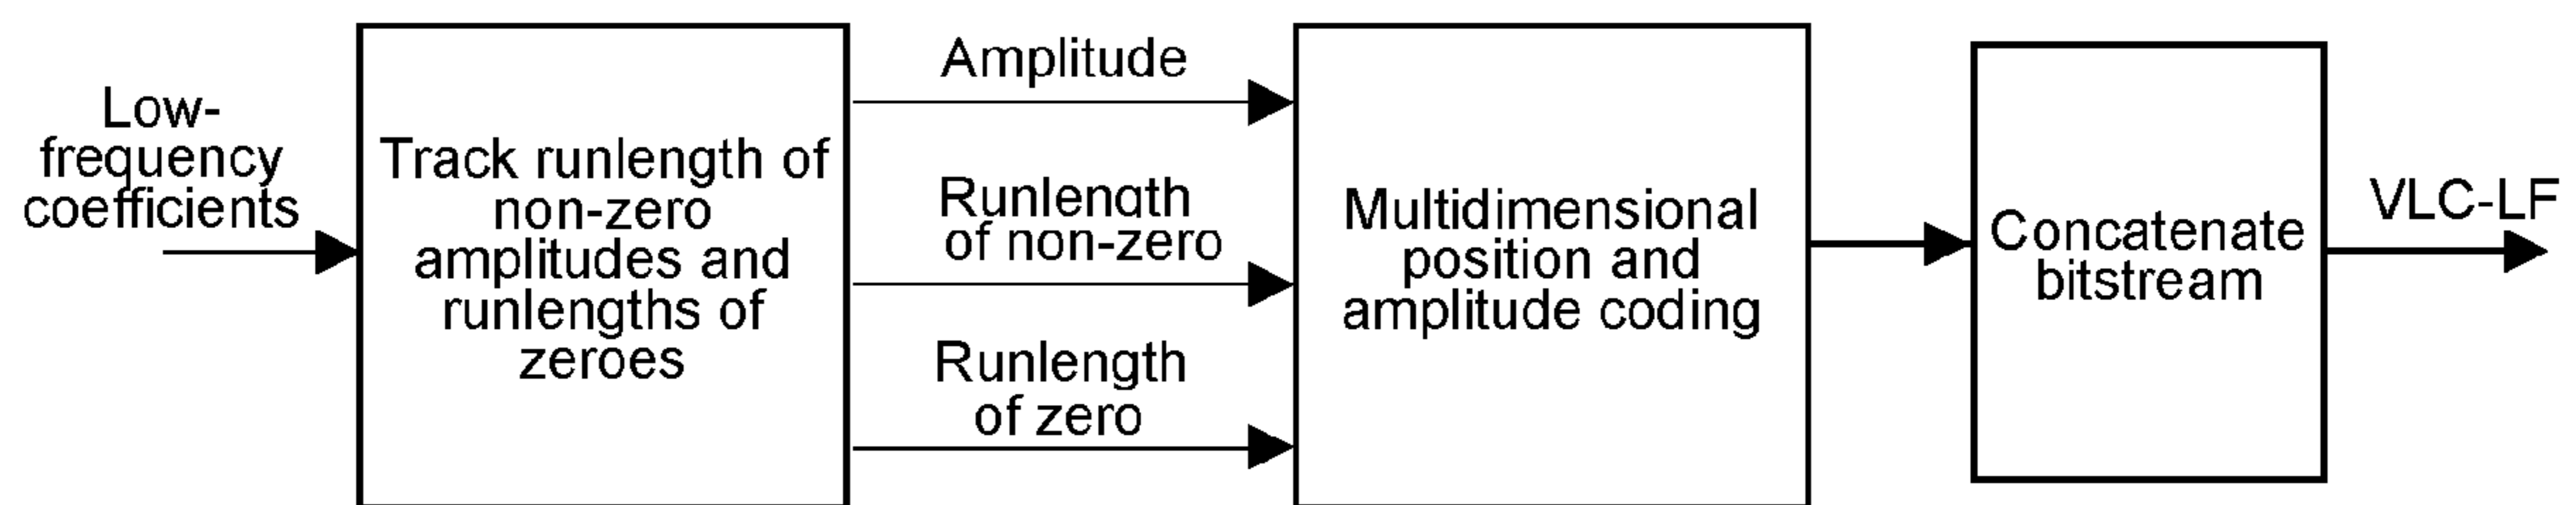 Low-
frequency
coefficients
Track runlength of
non-zero
amplitudes and
runlengths of
zeroes
Amplitude
Runlength
of non-zero
Runlength
of zero
Multidimensional
position and
amplitude coding
Concatenate
bitstream
VLC-LF